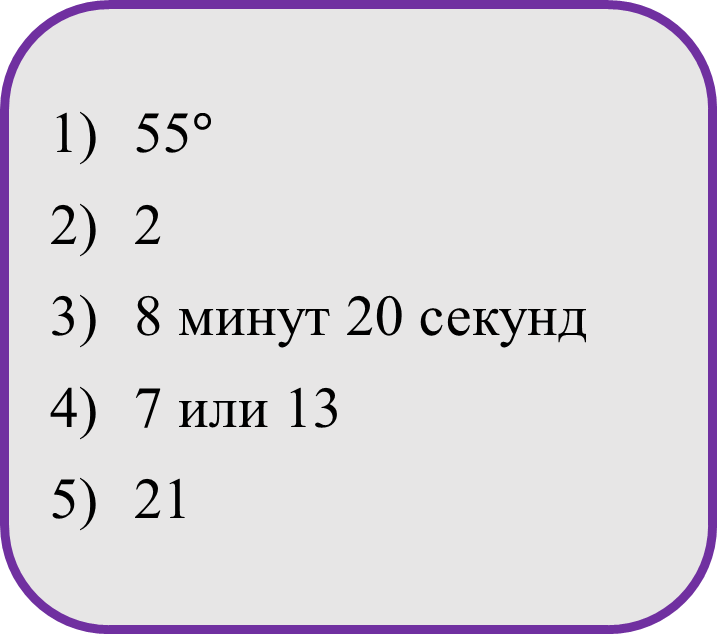 1) 55°
2) 2
3) 8 минут 20 секунд
4) 7 или 13
5) 21